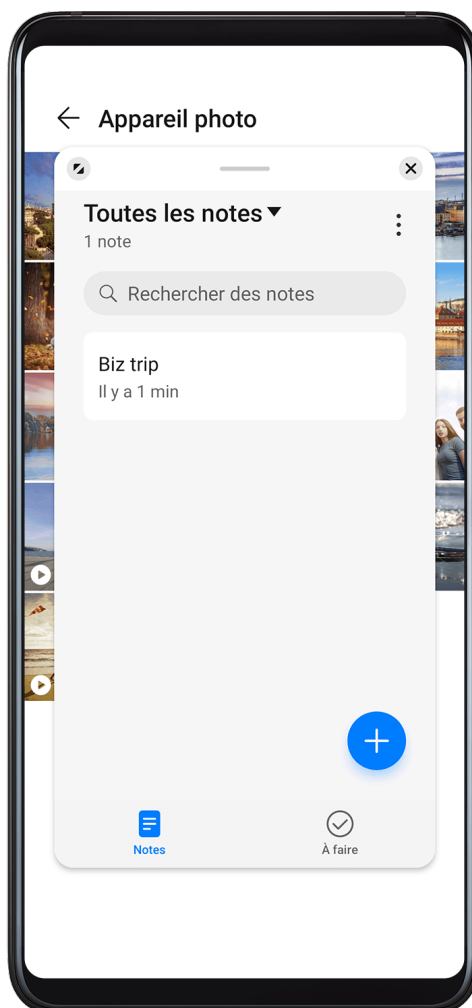 Appareil photo
Toutes les notes
1 note
Rechercher des notes
Biz trip
Il y a 1 min
Notes
À faire